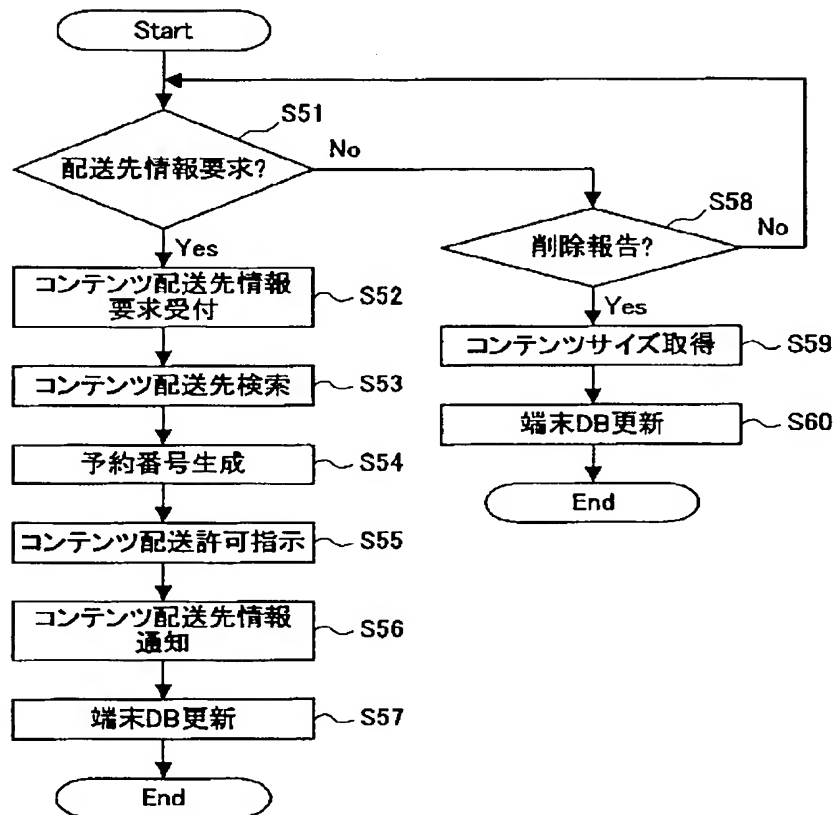 Start
S51
配送先情報要求?
No
Yes
S58
削除報告?
No
Yes
コンテンツ配送先情報
要求受付
S52
コンテンツサイズ取得
S59
コンテンツ配送先検索
S53
端末DB更新
S60
予約番号生成
S54
End
コンテンツ配送許可指示
S55
コンテンツ配送先情報
通知
S56
端末DB更新
S57
End